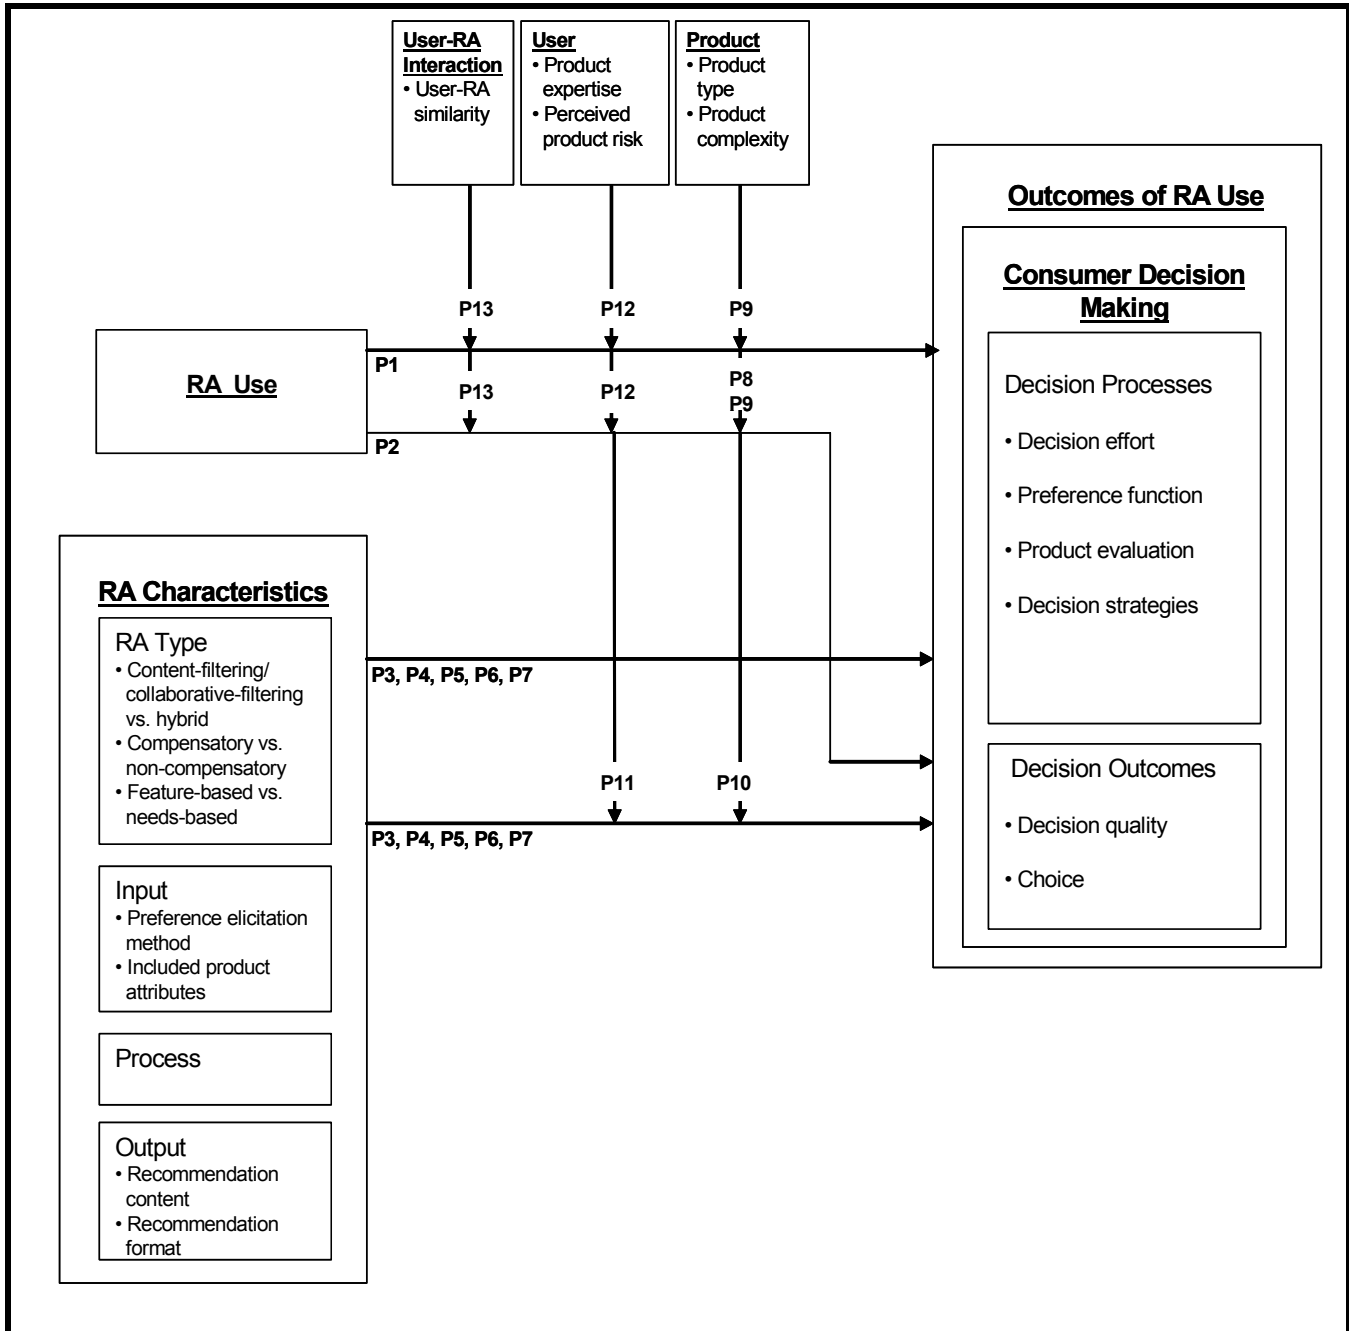 User-RA
Interaction
• User-RA
similarity
User
• Product
expertise
• Perceived
product risk
Product
• Product
type
• Product
complexity
Outcomes of RA Use
Consumer Decision
Making
Decision Processes
• Decision effort
• Preference function
• Product evaluation
• Decision strategies
Decision Outcomes
• Decision quality
• Choice
P13
P12
P9
RA Use
P1
P13
P12
P8
P9
P2
RA Characteristics
RA Type
• Content-filtering/
collaborative-filtering
vs. hybrid
• Compensatory vs.
non-compensatory
• Feature-based vs.
needs-based
Input
• Preference elicitation
method
• Included product
attributes
Process
Output
• Recommendation
content
• Recommendation
format
P3, P4, P5, P6, P7
P11
P10
P3, P4, P5, P6, P7